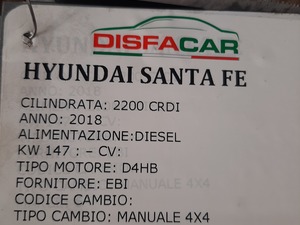 DISFACAR
HYUNDAI SANTA FE
CILINDRATA: 2200 CRDI
ANNO: 2018
ALIMENTAZIONE:DIESEL
KW 147 : – CV:
TIPO MOTORE: D4HB
FORNITORE: EBI
CODICE CAMBIO:
TIPO CAMBIO: MANUALE 4X4